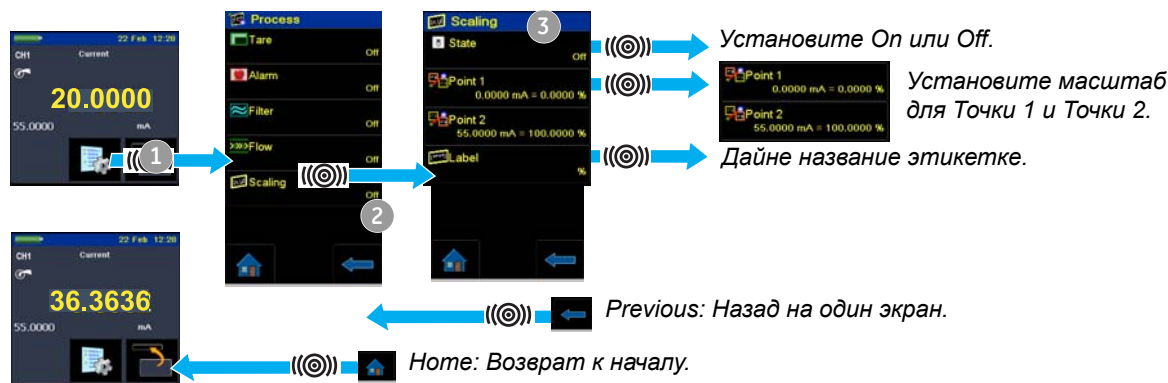 22 Feb 12:28
CH1 Current
20.0000
55.0000 mA
1
Process
Tare
Off
Alarm
Off
Filter
Off
Flow
Off
Scaling
Off
2
Scaling
3
State
Off
Point 1
0.0000 mA = 0.0000 %
Point 2
55.0000 mA = 100.0000 %
Label
%
Установите On или Off.
Point 1
0.0000 mA = 0.0000 %
Point 2
55.0000 mA = 100.0000 %
Установите масштаб
для Точки 1 и Точки 2.
Дайне название этикетке.
22 Feb 12:28
CH1 Current
36.3636
55.0000 mA
Previous: Назад на один экран.
Home: Возврат к началу.